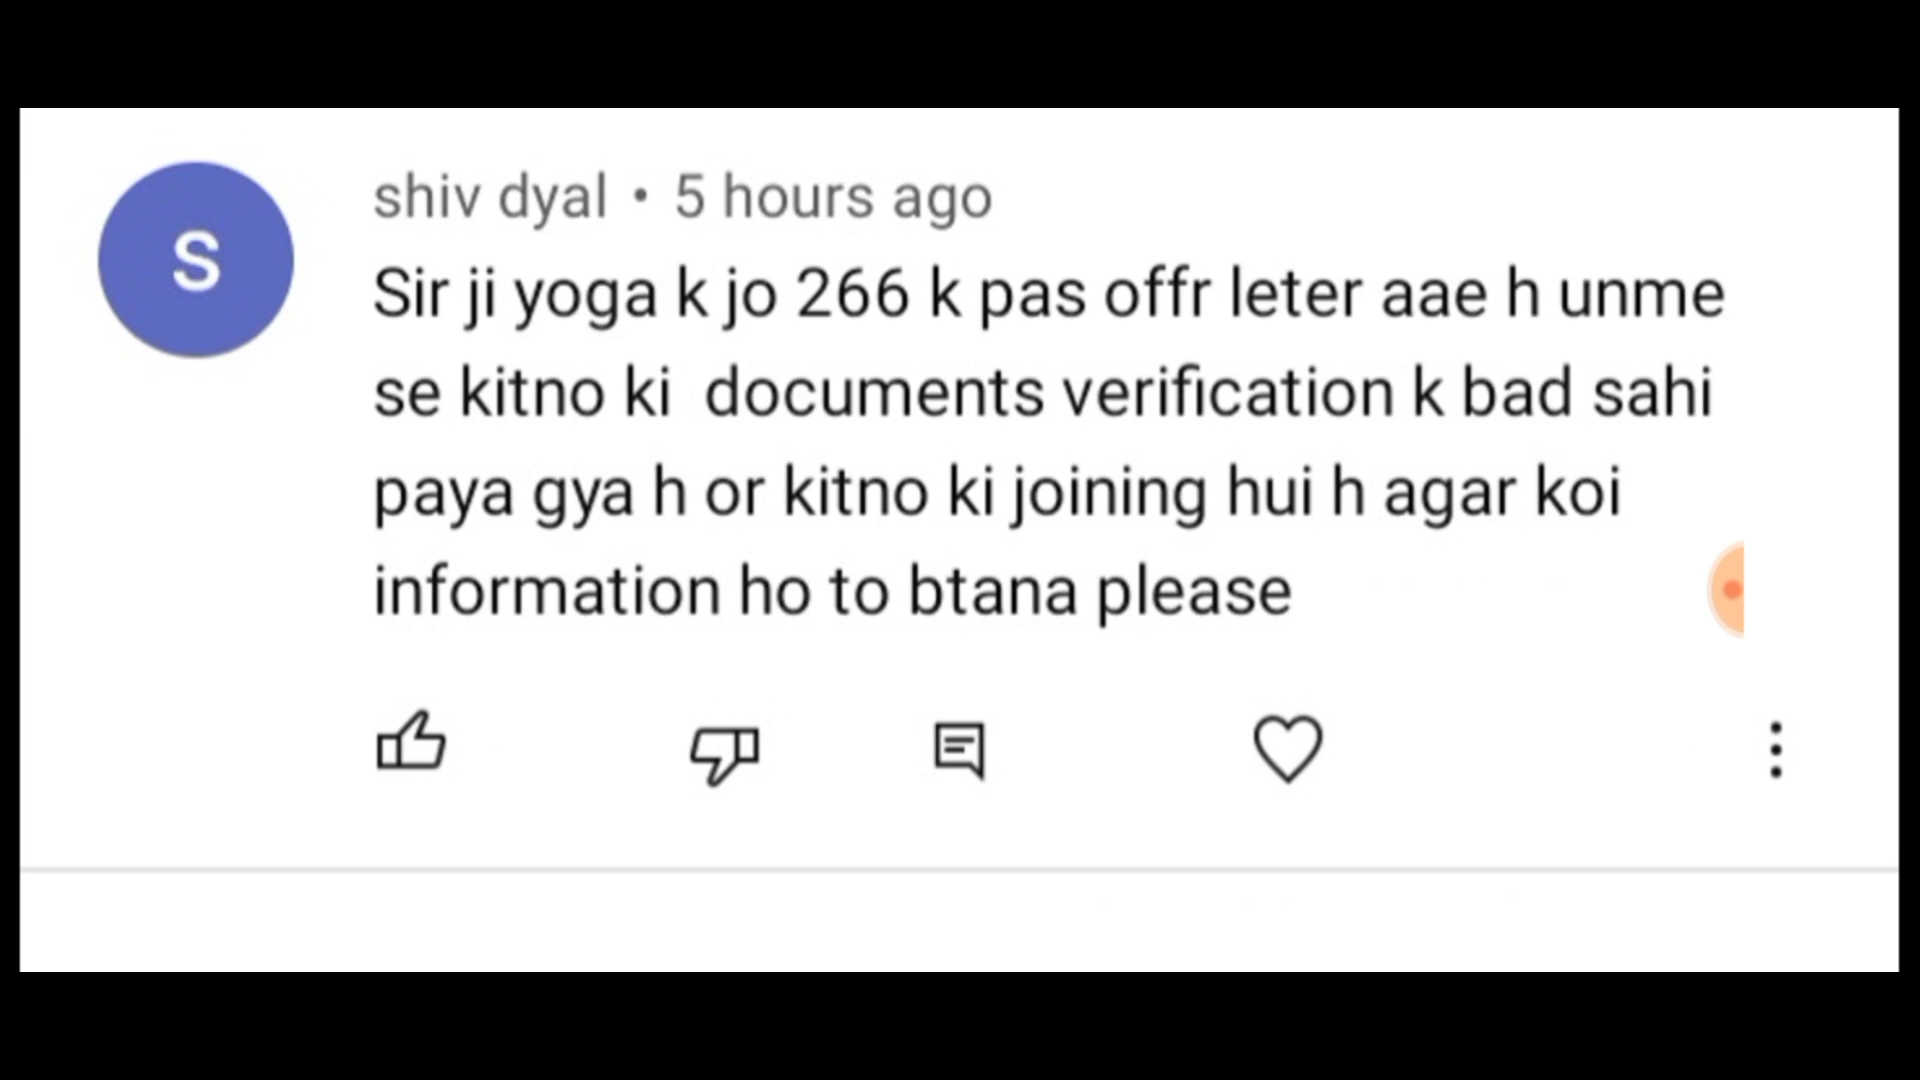 S
shiv dyal • 5 hours ago
Sir ji yoga k jo 266 k pas offr leter aae h unme
se kitno ki documents verification k bad sahi
paya gya h or kitno ki joining hui h agar koi
information ho to btana please